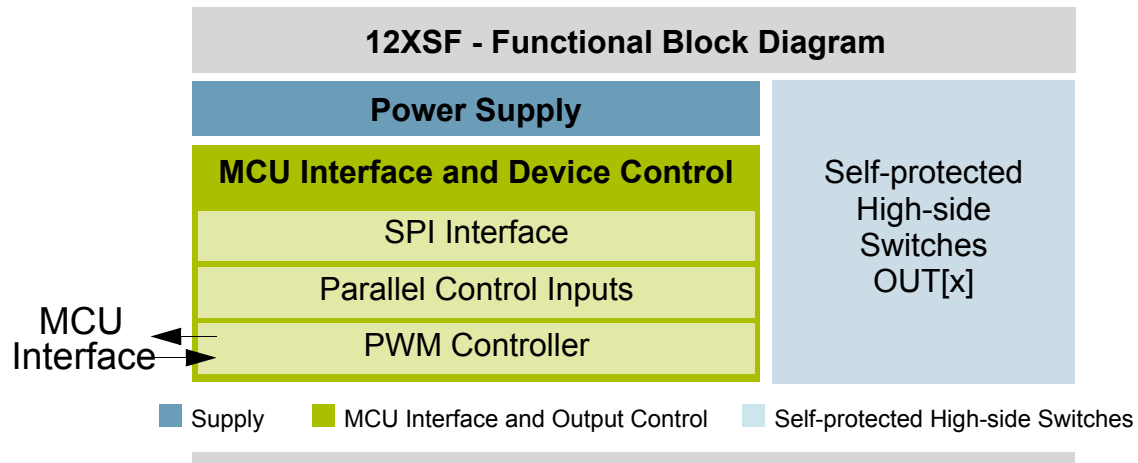 12XSF - Functional Block Diagram
Power Supply
MCU Interface and Device Control
SPI Interface
Parallel Control Inputs
PWM Controller
Self-protected
High-side
Switches
OUT[x]
MCU
Interface
Supply
MCU Interface and Output Control
Self-protected High-side Switches